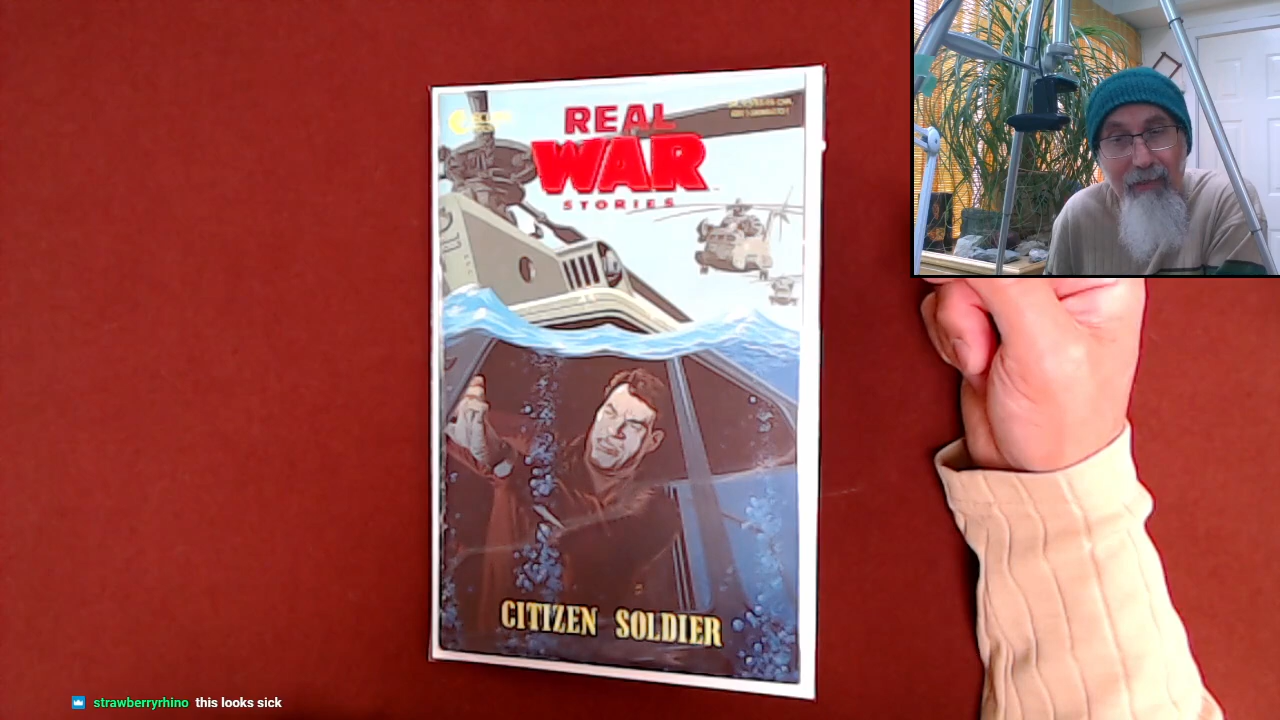 REAL
WAR
STORIES
CITIZEN SOLDIER
strawberryrhino this looks sick